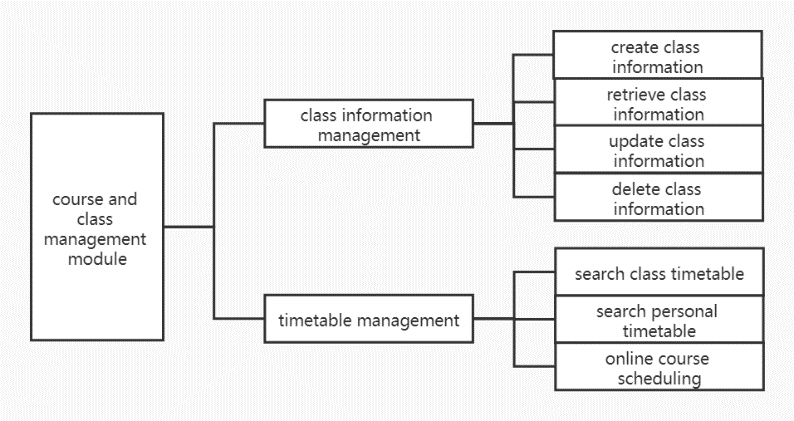 course and
class
management
module
class information
management
create class
information
retrieve class
information
update class
information
delete class
information
timetable management
search class timetable
search personal
timetable
online course
scheduling